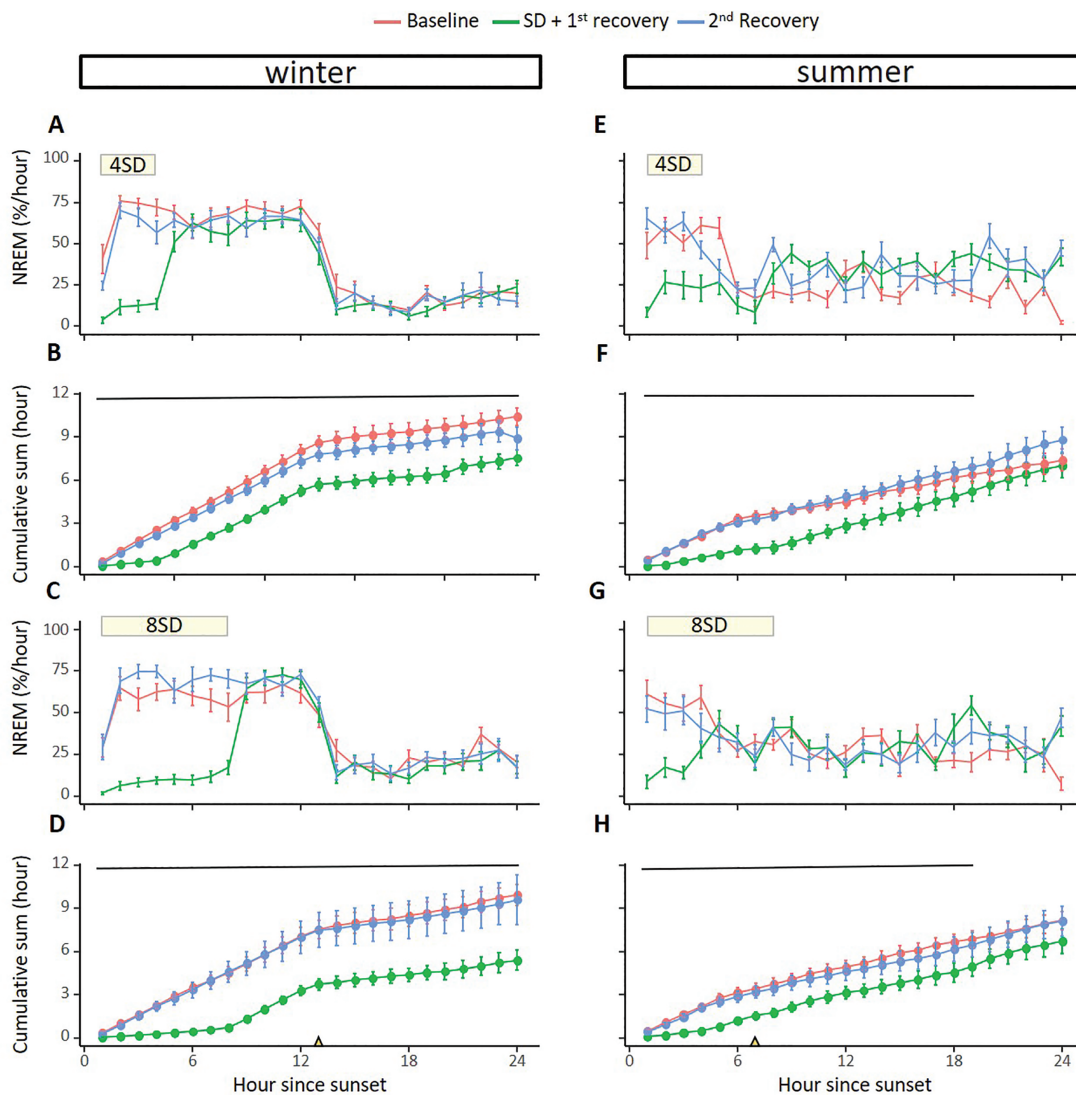 Baseline SD + 1st recovery 2nd Recovery
winter summer
A E
NREM (%/hour)
100
75
50
25
0
4SD
4SD
B F
Cumulative sum (hour)
12
9
6
3
0
C G
NREM (%/hour)
100
75
50
25
0
8SD
8SD
D H
Cumulative sum (hour)
12
9
6
3
0
0 6 12 18 24
0 6 12 18 24
Hour since sunset
Hour since sunset